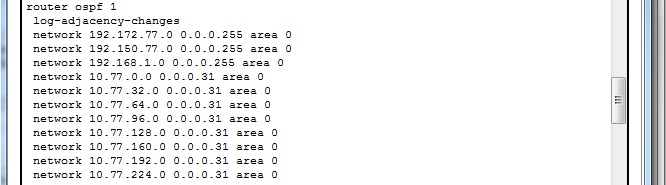 router ospf 1
log-adjacency-changes
network 192.172.77.0 0.0.0.255 area 0
network 192.150.77.0 0.0.0.255 area 0
network 192.168.1.0 0.0.0.255 area 0
network 10.77.0.0 0.0.0.31 area 0
network 10.77.32.0 0.0.0.31 area 0
network 10.77.64.0 0.0.0.31 area 0
network 10.77.96.0 0.0.0.31 area 0
network 10.77.128.0 0.0.0.31 area 0
network 10.77.160.0 0.0.0.31 area 0
network 10.77.192.0 0.0.0.31 area 0
network 10.77.224.0 0.0.0.31 area 0